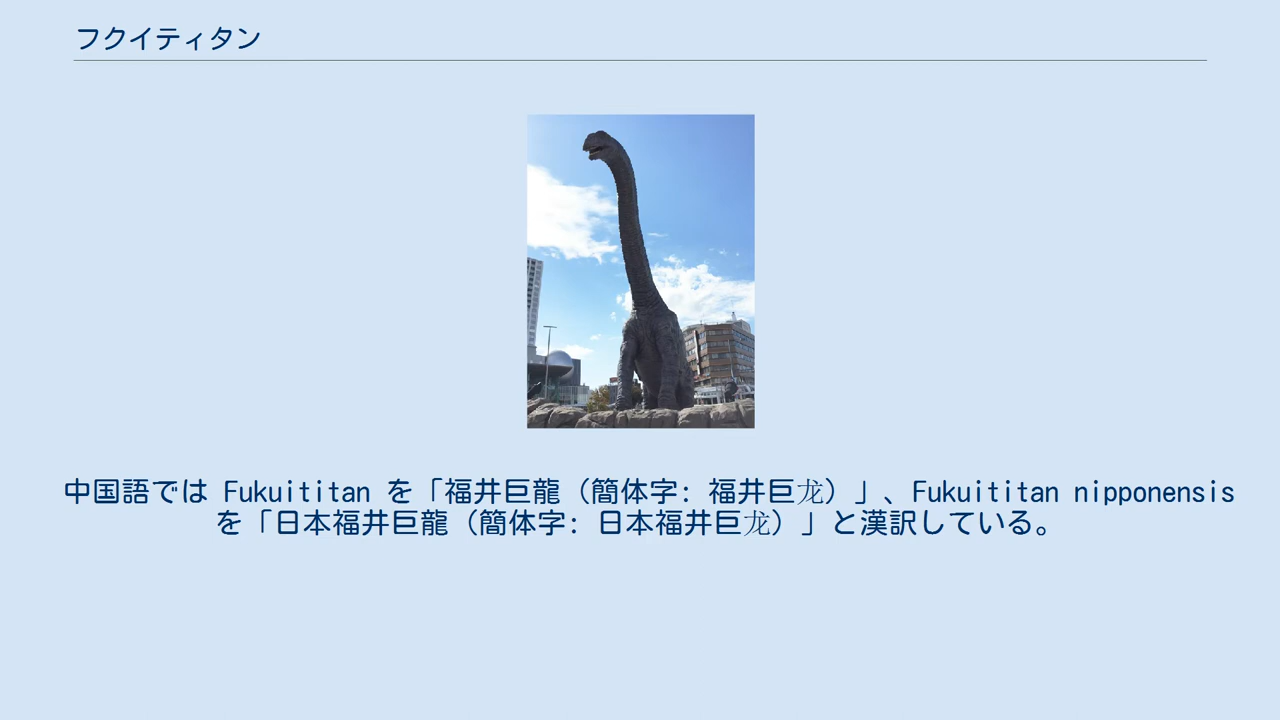 フクイティタン
中国語では Fukuititan を「福井巨龍（簡体字: 福井巨龙）」、Fukuititan nipponensis
を「日本福井巨龍（簡体字: 日本福井巨龙）」と漢訳している。